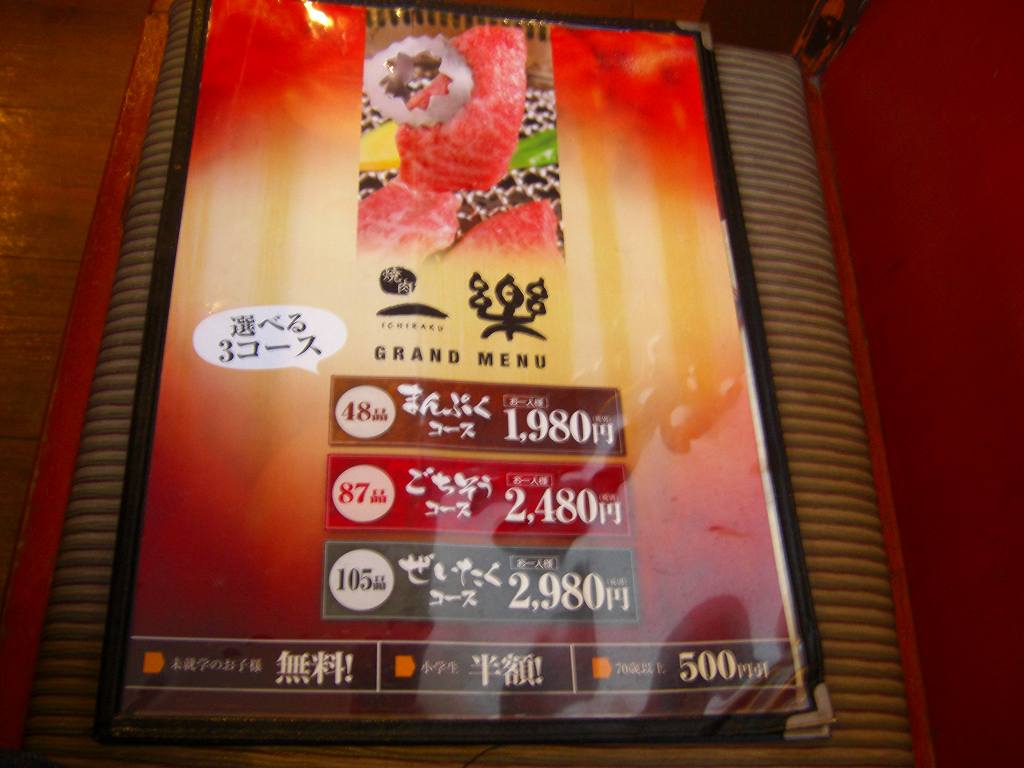 焼肉
一楽
ICHIRAKU
GRAND MENU
選べる
3コース
48品 まんぷくコース お一人様 1,980円
87品 ごちそうコース お一人様 2,480円
105品 ぜいたくコース お一人様 2,980円
未就学のお子様 無料!
小学生 半額!
70歳以上 500円引